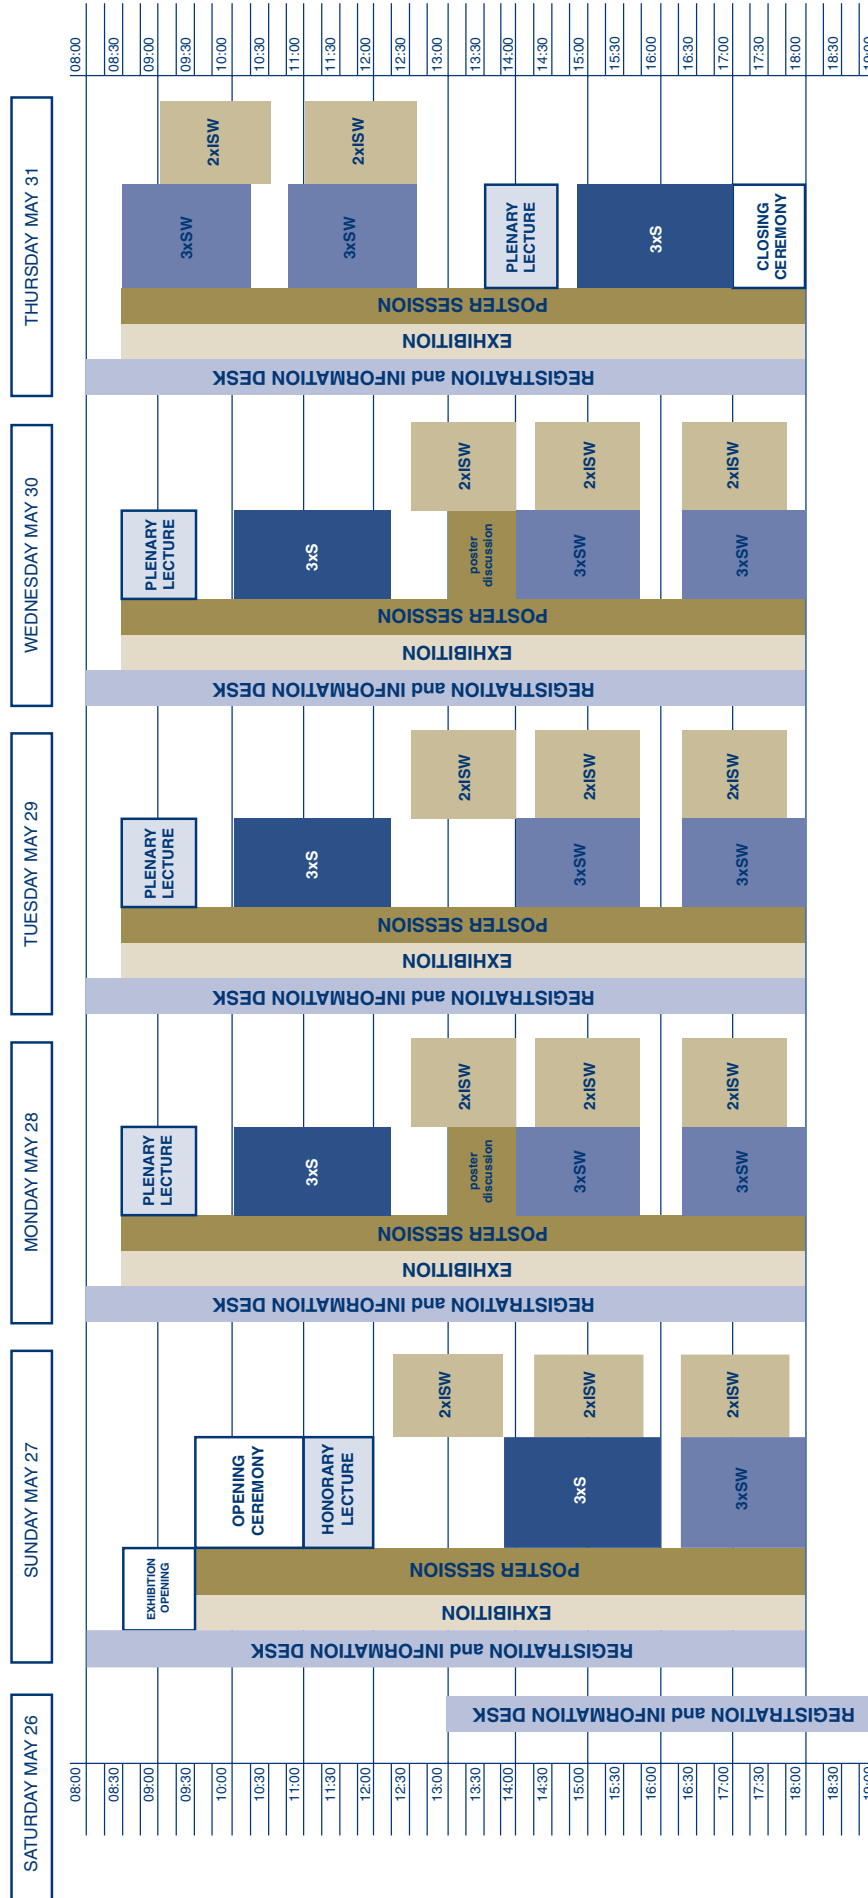 SATURDAY MAY 26
SUNDAY MAY 27
MONDAY MAY 28
TUESDAY MAY 29
WEDNESDAY MAY 30
THURSDAY MAY 31
08:00
08:30
09:00
09:30
10:00
10:30
11:00
11:30
12:00
12:30
13:00
13:30
14:00
14:30
15:00
15:30
16:00
16:30
17:00
17:30
18:00
18:30
REGISTRATION and INFORMATION DESK
REGISTRATION and INFORMATION DESK
EXHIBITION
OPENING
EXHIBITION
POSTER SESSION
OPENING
CEREMONY
HONORARY
LECTURE
3xS
3xSW
2xISW
2xISW
2xISW
REGISTRATION and INFORMATION DESK
EXHIBITION
POSTER SESSION
PLENARY
LECTURE
3xS
poster
discussion
3xSW
3xSW
2xISW
2xISW
2xISW
REGISTRATION and INFORMATION DESK
EXHIBITION
POSTER SESSION
PLENARY
LECTURE
3xS
3xSW
3xSW
2xISW
2xISW
2xISW
REGISTRATION and INFORMATION DESK
EXHIBITION
POSTER SESSION
PLENARY
LECTURE
3xS
poster
discussion
3xSW
3xSW
2xISW
2xISW
2xISW
REGISTRATION and INFORMATION DESK
EXHIBITION
POSTER SESSION
3xSW
3xSW
PLENARY
LECTURE
3xS
CLOSING
CEREMONY
2xISW
2xISW
08:00
08:30
09:00
09:30
10:00
10:30
11:00
11:30
12:00
12:30
13:00
13:30
14:00
14:30
15:00
15:30
16:00
16:30
17:00
17:30
18:00
18:30